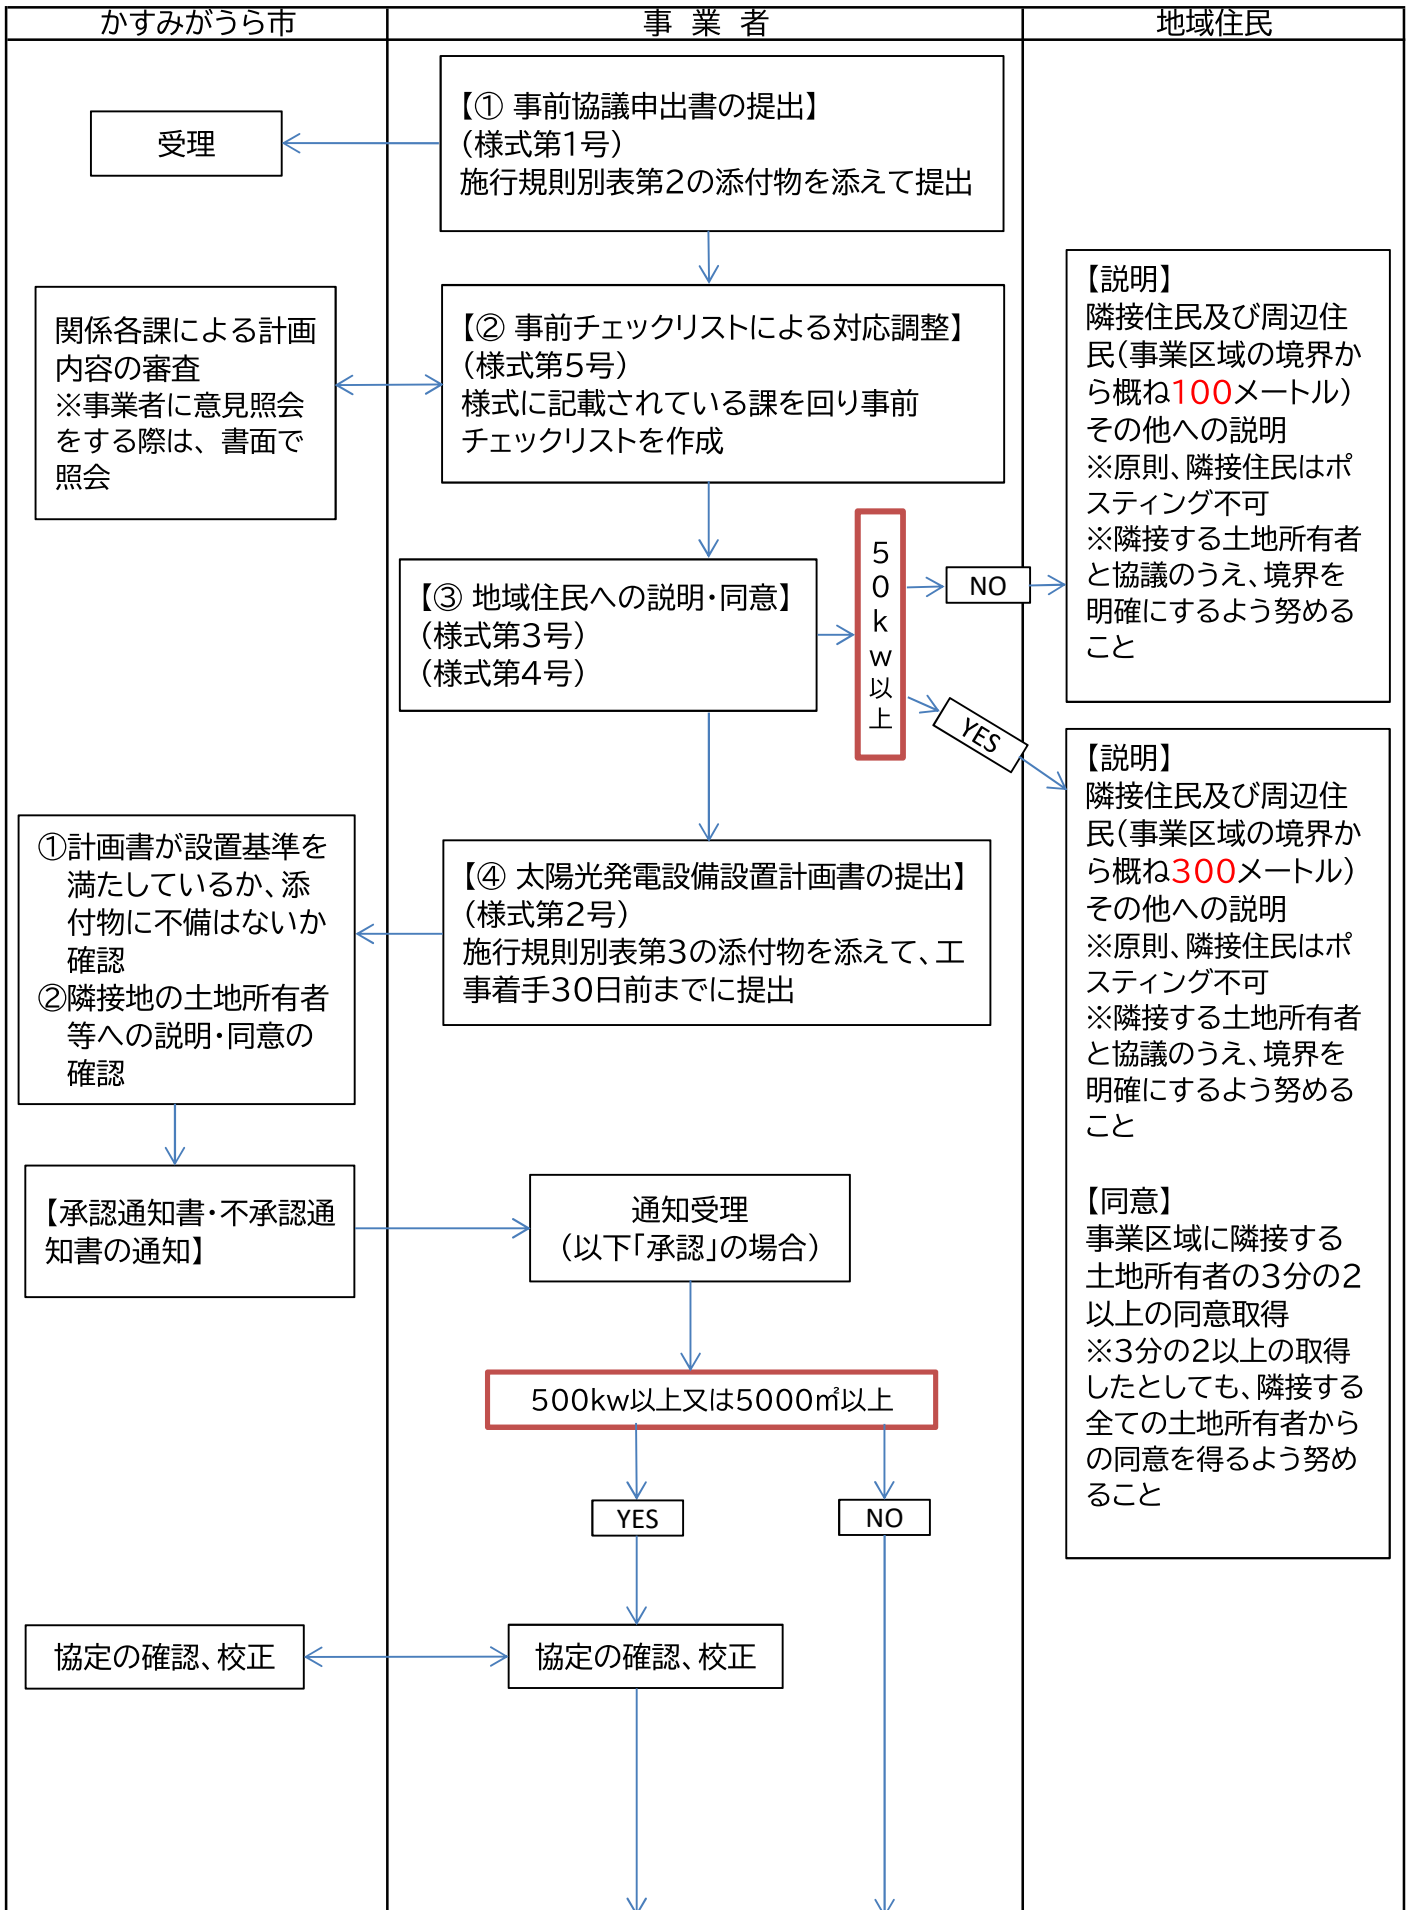 かすみがうら市
事 業 者
地域住民
【① 事前協議申出書の提出】
（様式第1号）
施行規則別表第2の添付物を添えて提出
受理
【② 事前チェックリストによる対応調整】
（様式第5号）
様式に記載されている課を回り事前
チェックリストを作成
関係各課による計画
内容の審査
※事業者に意見照会
をする際は、書面で
照会
【③ 地域住民への説明・同意】
（様式第3号）
（様式第4号）
50kw以上
NO
YES
【説明】
隣接住民及び周辺住
民（事業区域の境界か
ら概ね100メートル）
その他への説明
※原則、隣接住民はポ
スティング不可
※隣接する土地所有者
と協議のうえ、境界を
明確にするよう努める
こと
【説明】
隣接住民及び周辺住
民（事業区域の境界か
ら概ね300メートル）
その他への説明
※原則、隣接住民はポ
スティング不可
※隣接する土地所有者
と協議のうえ、境界を
明確にするよう努める
こと
【同意】
事業区域に隣接する
土地所有者の3分の2
以上の同意取得
※3分の2以上の取得
したとしても、隣接する
全ての土地所有者から
の同意を得るよう努め
ること
【④ 太陽光発電設備設置計画書の提出】
（様式第2号）
施行規則別表第3の添付物を添えて、工
事着手30日前までに提出
①計画書が設置基準を
満たしているか、添
付物に不備はないか
確認
②隣接地の土地所有者
等への説明・同意の
確認
【承認通知書・不承認通
知書の通知】
通知受理
（以下「承認」の場合）
500kw以上又は5000㎡以上
YES
NO
協定の確認、校正
協定の確認、校正